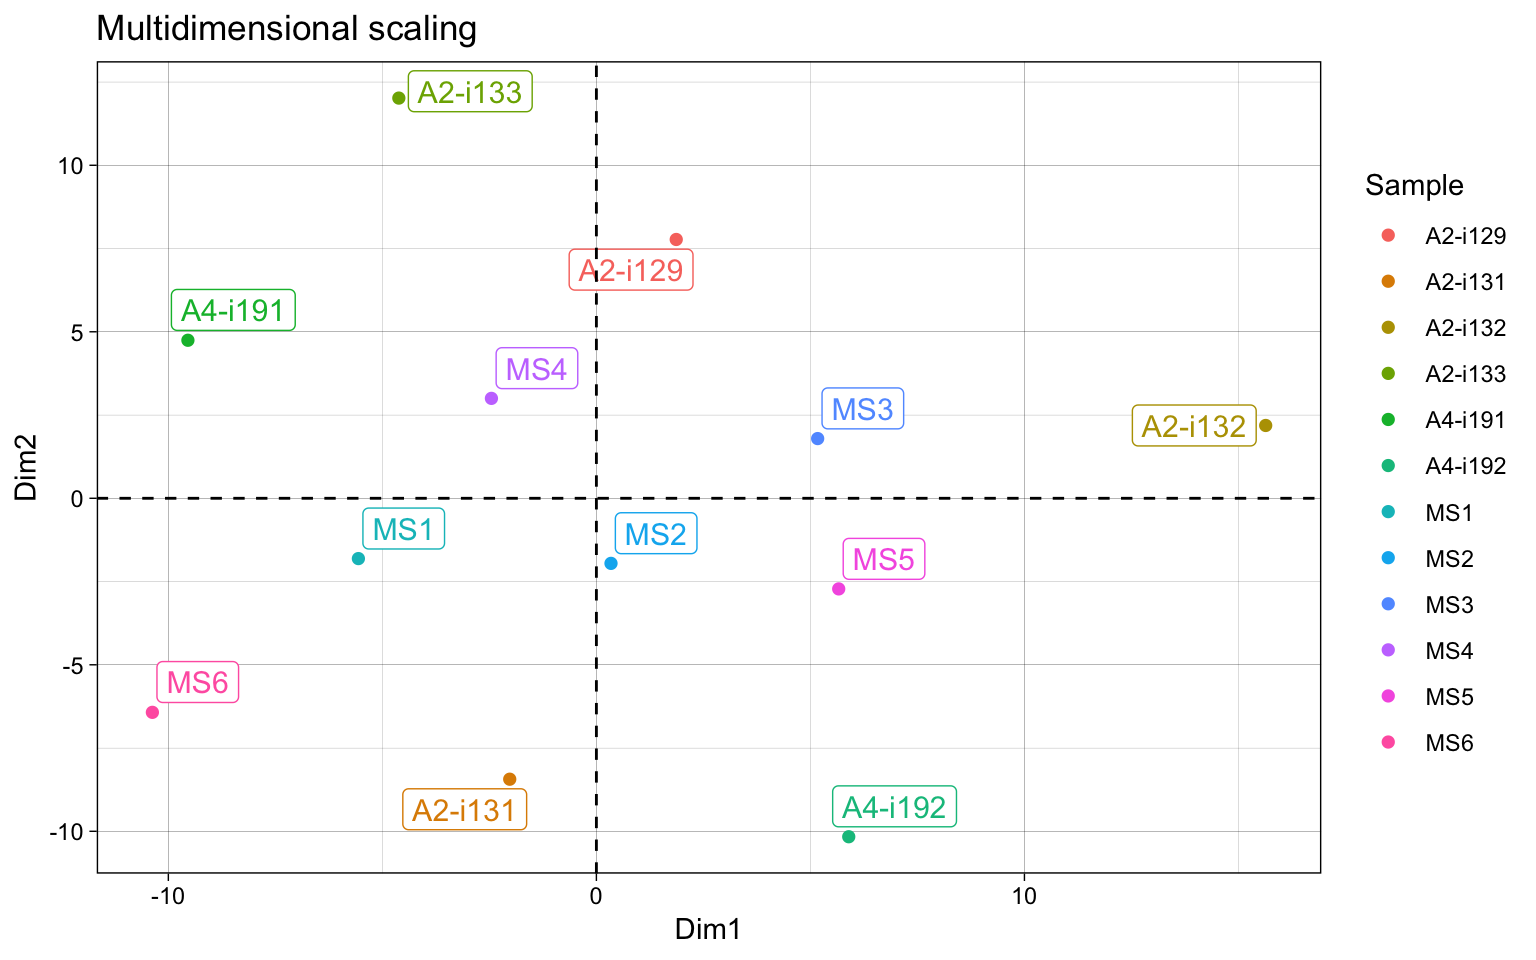 Multidimensional scaling
A2-i133
A2-i129
A4-i191
MS4
MS3
A2-i132
MS1
MS2
MS5
MS6
A2-i131
A4-i192
10
5
0
-5
-10
Dim2
-10
0
10
Dim1
Sample
A2-i129
A2-i131
A2-i132
A2-i133
A4-i191
A4-i192
MS1
MS2
MS3
MS4
MS5
MS6